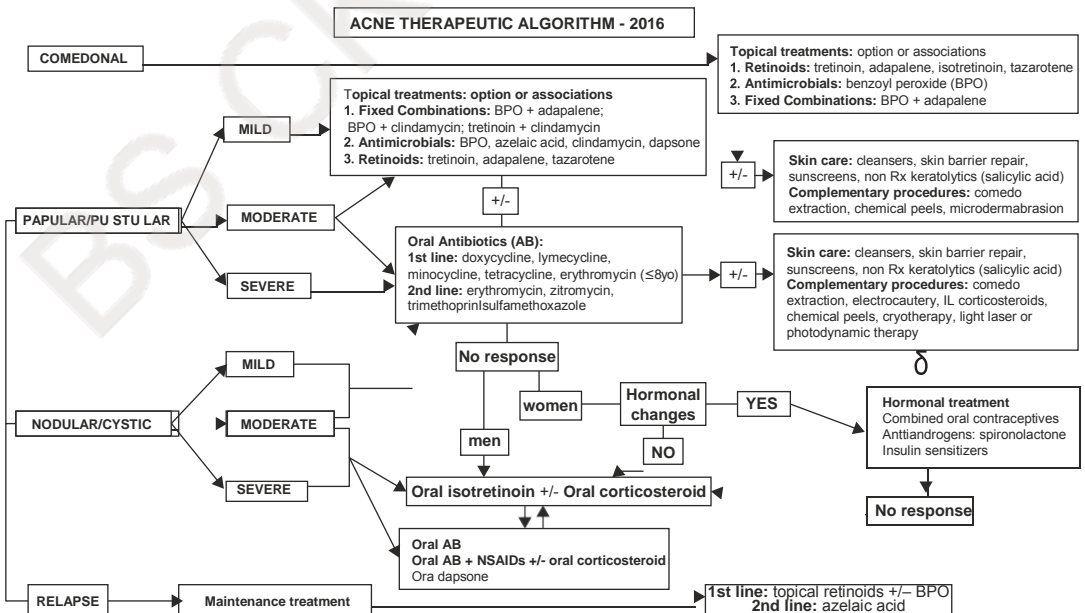 ACNE THERAPEUTIC ALGORITHM - 2016
COMEDONAL
Topical treatments: option or associations
1. Retinoids: tretinoin, adapalene, isotretinoin, tazarotene
2. Antimicrobials: benzoyl peroxide (BPO)
3. Fixed Combinations: BPO + adapalene
Topical treatments: option or associations
1. Fixed Combinations: BPO + adapalene;
BPO + clindamycin; tretinoin + clindamycin
2. Antimicrobials: BPO, azelaic acid, clindamycin, dapsone
3. Retinoids: tretinoin, adapalene, tazarotene
MILD
+/-
Skin care: cleansers, skin barrier repair,
sunscreens, non Rx keratolytics (salicylic acid)
Complementary procedures: comedo
extraction, chemical peels, microdermabrasion
+/-
PAPULAR/PU STU LAR
MODERATE
SEVERE
Oral Antibiotics (AB):
1st line: doxycycline, lymecycline,
minocycline, tetracycline, erythromycin (≤8yo)
2nd line: erythromycin, zitromycin,
trimethoprinlsulfamethoxazole
+/-
Skin care: cleansers, skin barrier repair,
sunscreens, non Rx keratolytics (salicylic acid)
Complementary procedures: comedo
extraction, electrocautery, IL corticosteroids,
chemical peels, cryotherapy, light laser or
photodynamic therapy
δ
No response
MILD
NODULAR/CYSTIC
MODERATE
SEVERE
men
women
Hormonal
changes
YES
NO
Hormonal treatment
Combined oral contraceptives
Antiandrogens: spironolactone
Insulin sensitizers
No response
Oral isotretinoin +/- Oral corticosteroid
Oral AB
Oral AB + NSAIDs +/- oral corticosteroid
Ora dapsone
RELAPSE
Maintenance treatment
1st line: topical retinoids +/– BPO
2nd line: azelaic acid